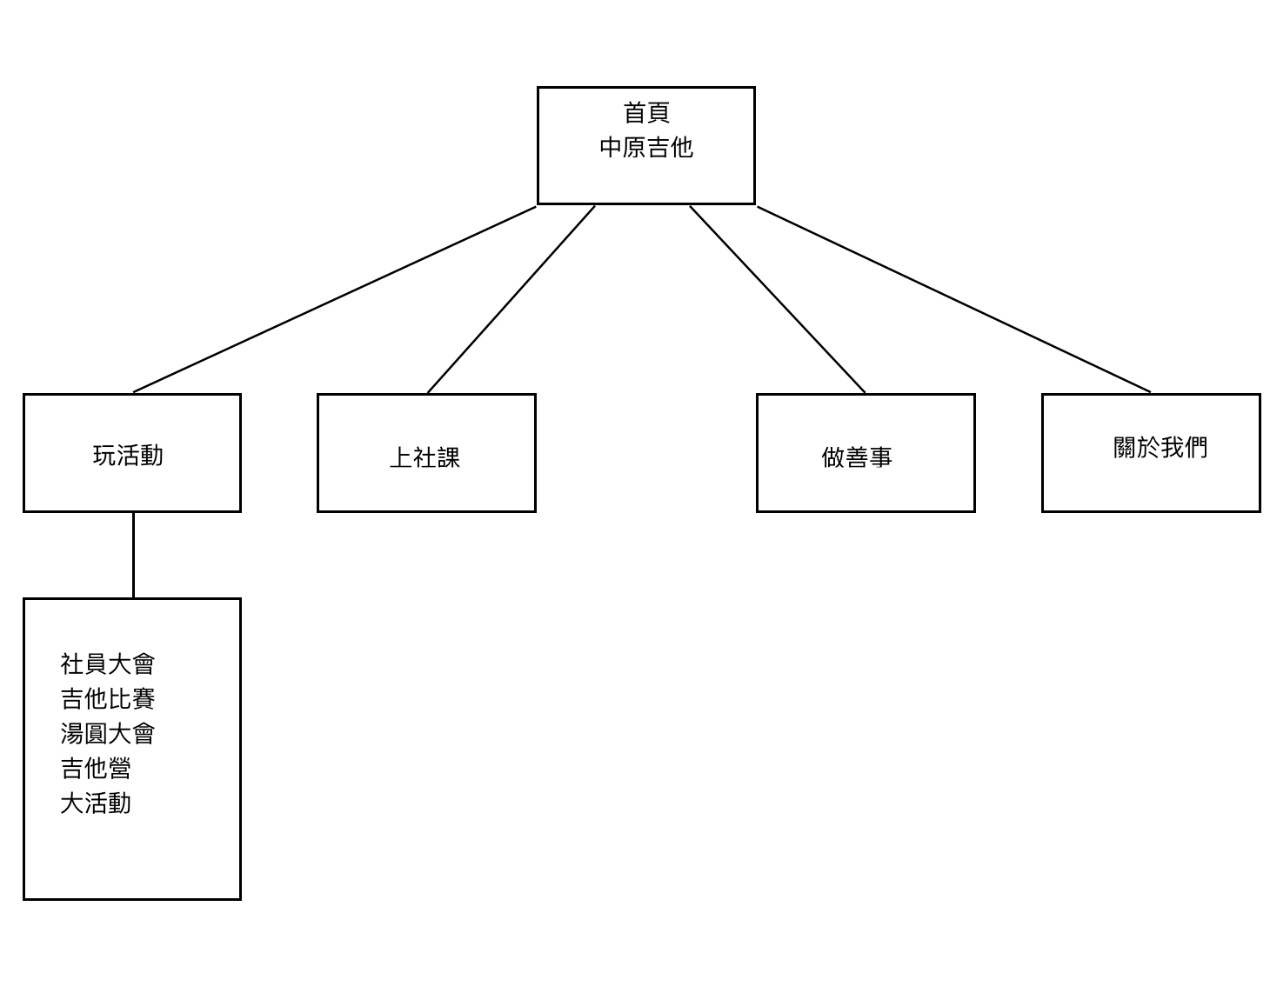 首頁
中原吉他
玩活動
上社課
做善事
關於我們
社員大會
吉他比賽
湯圓大會
吉他營
大活動